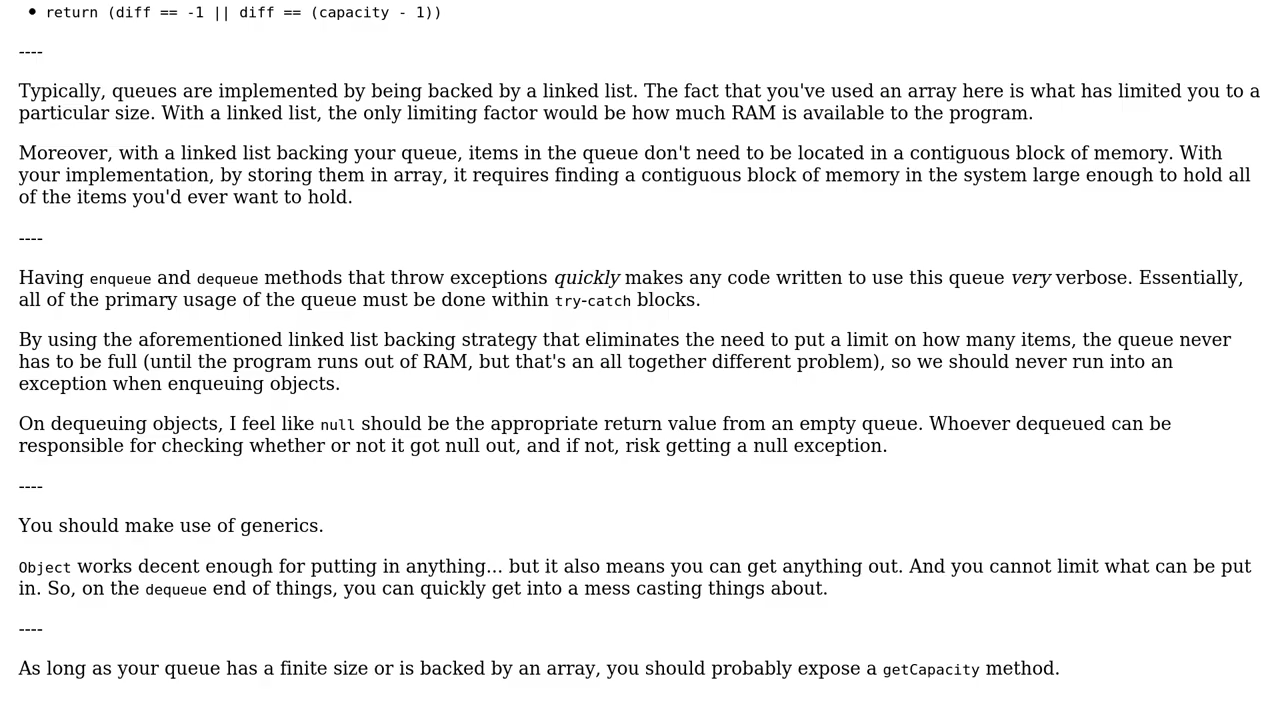 • return (diff == -1 || diff == (capacity - 1))
----
Typically, queues are implemented by being backed by a linked list. The fact that you've used an array here is what has limited you to a
particular size. With a linked list, the only limiting factor would be how much RAM is available to the program.
Moreover, with a linked list backing your queue, items in the queue don't need to be located in a contiguous block of memory. With
your implementation, by storing them in array, it requires finding a contiguous block of memory in the system large enough to hold all
of the items you'd ever want to hold.
----
Having enqueue and dequeue methods that throw exceptions quickly makes any code written to use this queue very verbose. Essentially,
all of the primary usage of the queue must be done within try-catch blocks.
By using the aforementioned linked list backing strategy that eliminates the need to put a limit on how many items, the queue never
has to be full (until the program runs out of RAM, but that's an all together different problem), so we should never run into an
exception when enqueuing objects.
On dequeuing objects, I feel like null should be the appropriate return value from an empty queue. Whoever dequeued can be
responsible for checking whether or not it got null out, and if not, risk getting a null exception.
----
You should make use of generics.
Object works decent enough for putting in anything... but it also means you can get anything out. And you cannot limit what can be put
in. So, on the dequeue end of things, you can quickly get into a mess casting things about.
----
As long as your queue has a finite size or is backed by an array, you should probably expose a getCapacity method.